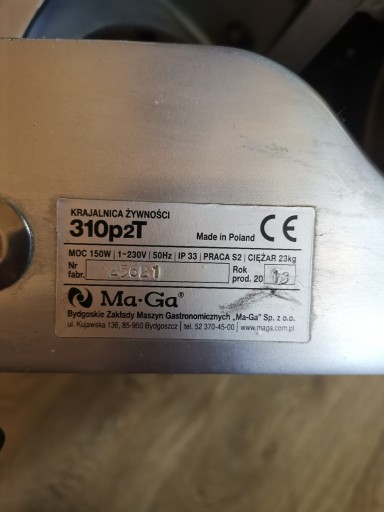 KRAJALNICA ŻYWNOŚCI
310p2T
Made in Poland CE
MOC 150W | 1~230V | 50Hz | IP 33 | PRACA S2 | CIĘŻAR 23kg
Nr fabr. Rok prod. 20 13
Ma-Ga®
Bydgoskie Zakłady Maszyn Gastronomicznych „Ma-Ga" Sp. z o.o.
ul. Kujawska 136, 85-950 Bydgoszcz | tel. 52 370-45-00 | www.maga.com.pl